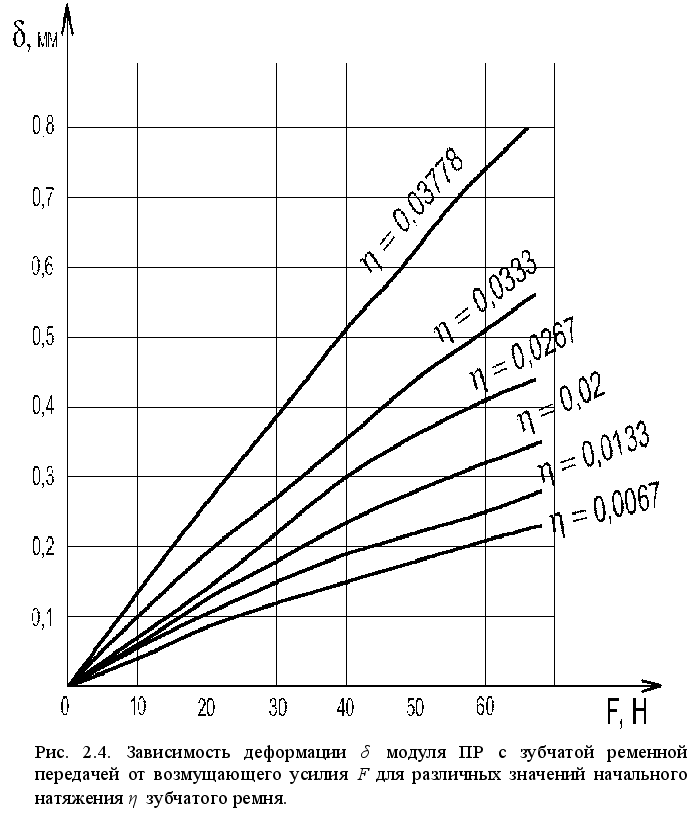 δ, мм
0,8
0,7
0,6
0,5
0,4
0,3
0,2
0,1
η = 0,03778
η = 0,0333
η = 0,0267
η = 0,02
η = 0,0133
η = 0,0067
0 10 20 30 40 50 60 F, Н
Рис. 2.4. Зависимость деформации δ модуля ПР с зубчатой ременной
передачей от возмущающего усилия F для различных значений начального
натяжения η зубчатого ремня.